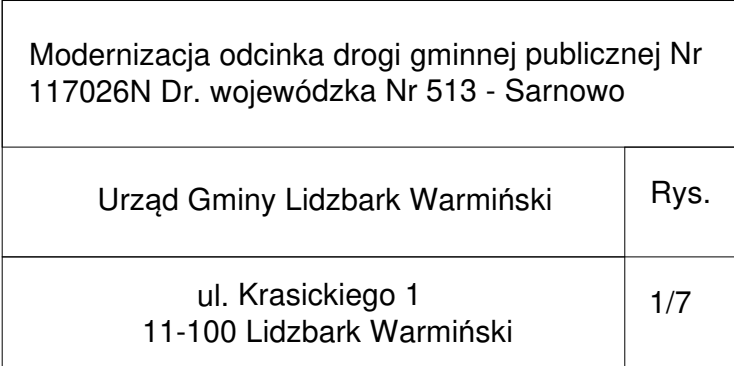 Modernizacja odcinka drogi gminnej publicznej Nr
117026N Dr. wojewódzka Nr 513 - Sarnowo
Urząd Gminy Lidzbark Warmiński
Rys.
ul. Krasickiego 1
11-100 Lidzbark Warmiński
1/7